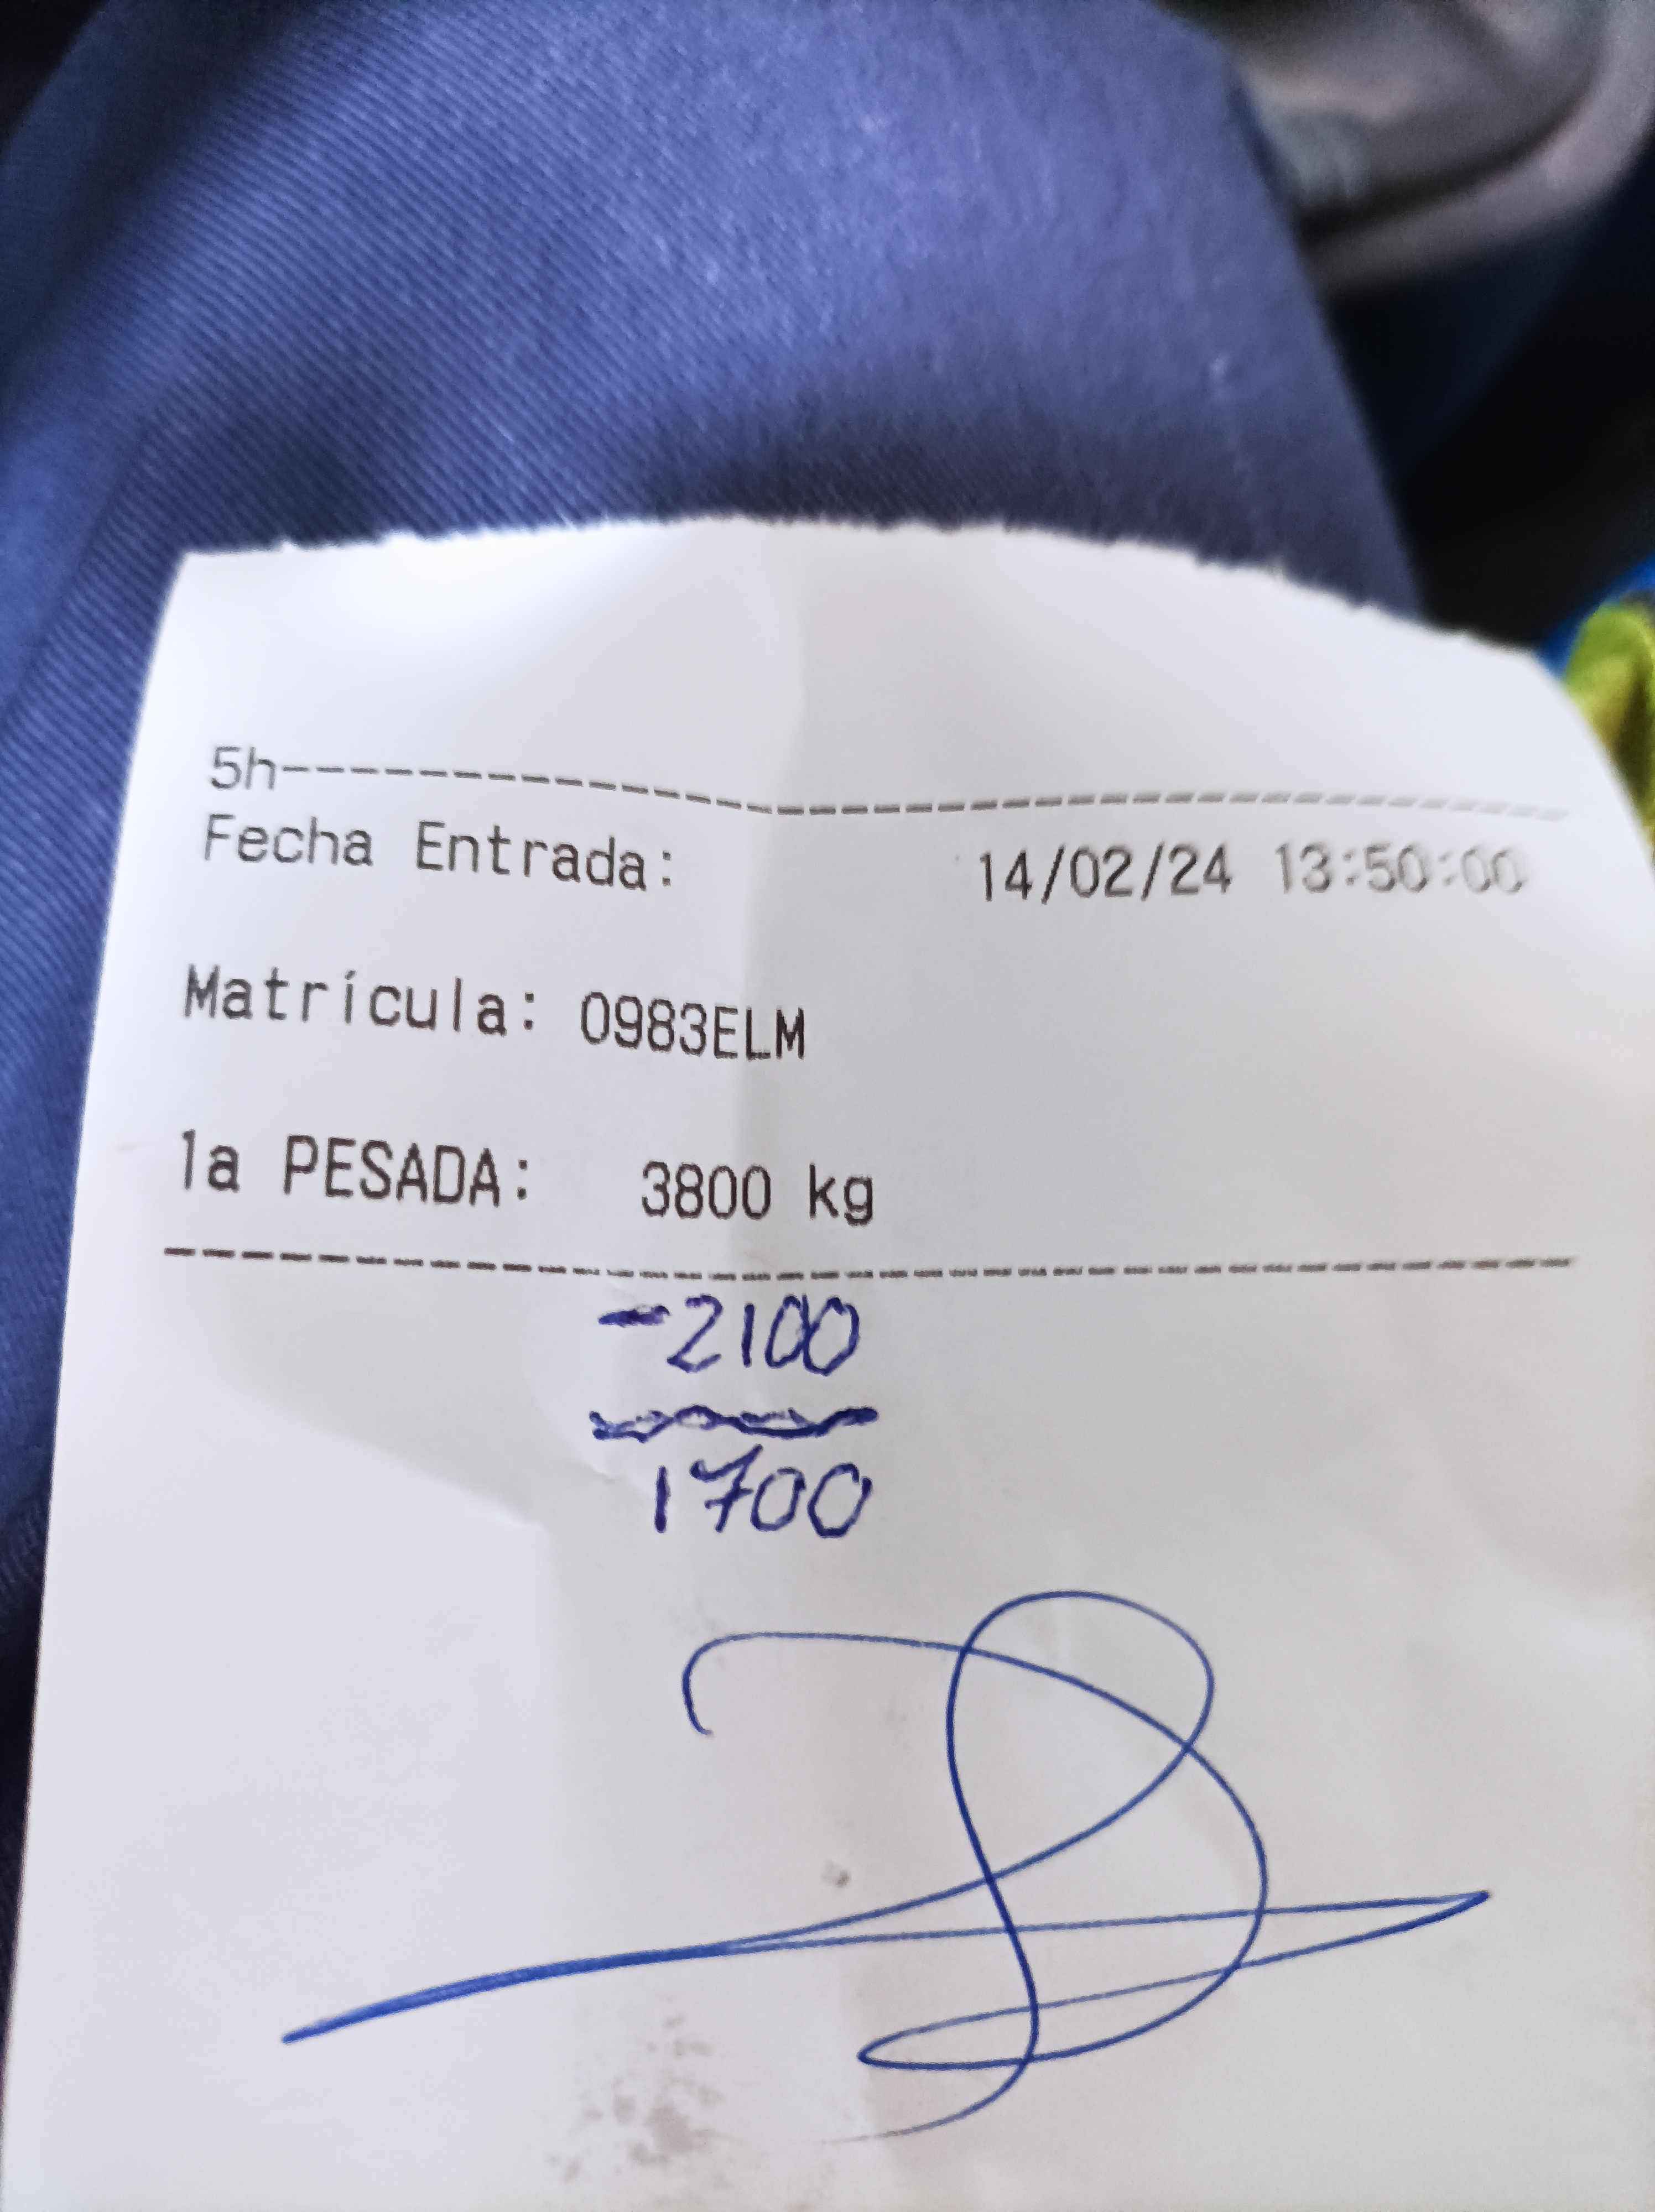 5h----------------------------------------
Fecha Entrada: 14/02/24 13:50:00
Matrícula: 0983ELM
1a PESADA: 3800 kg
------------------------------------------
-2100
1700